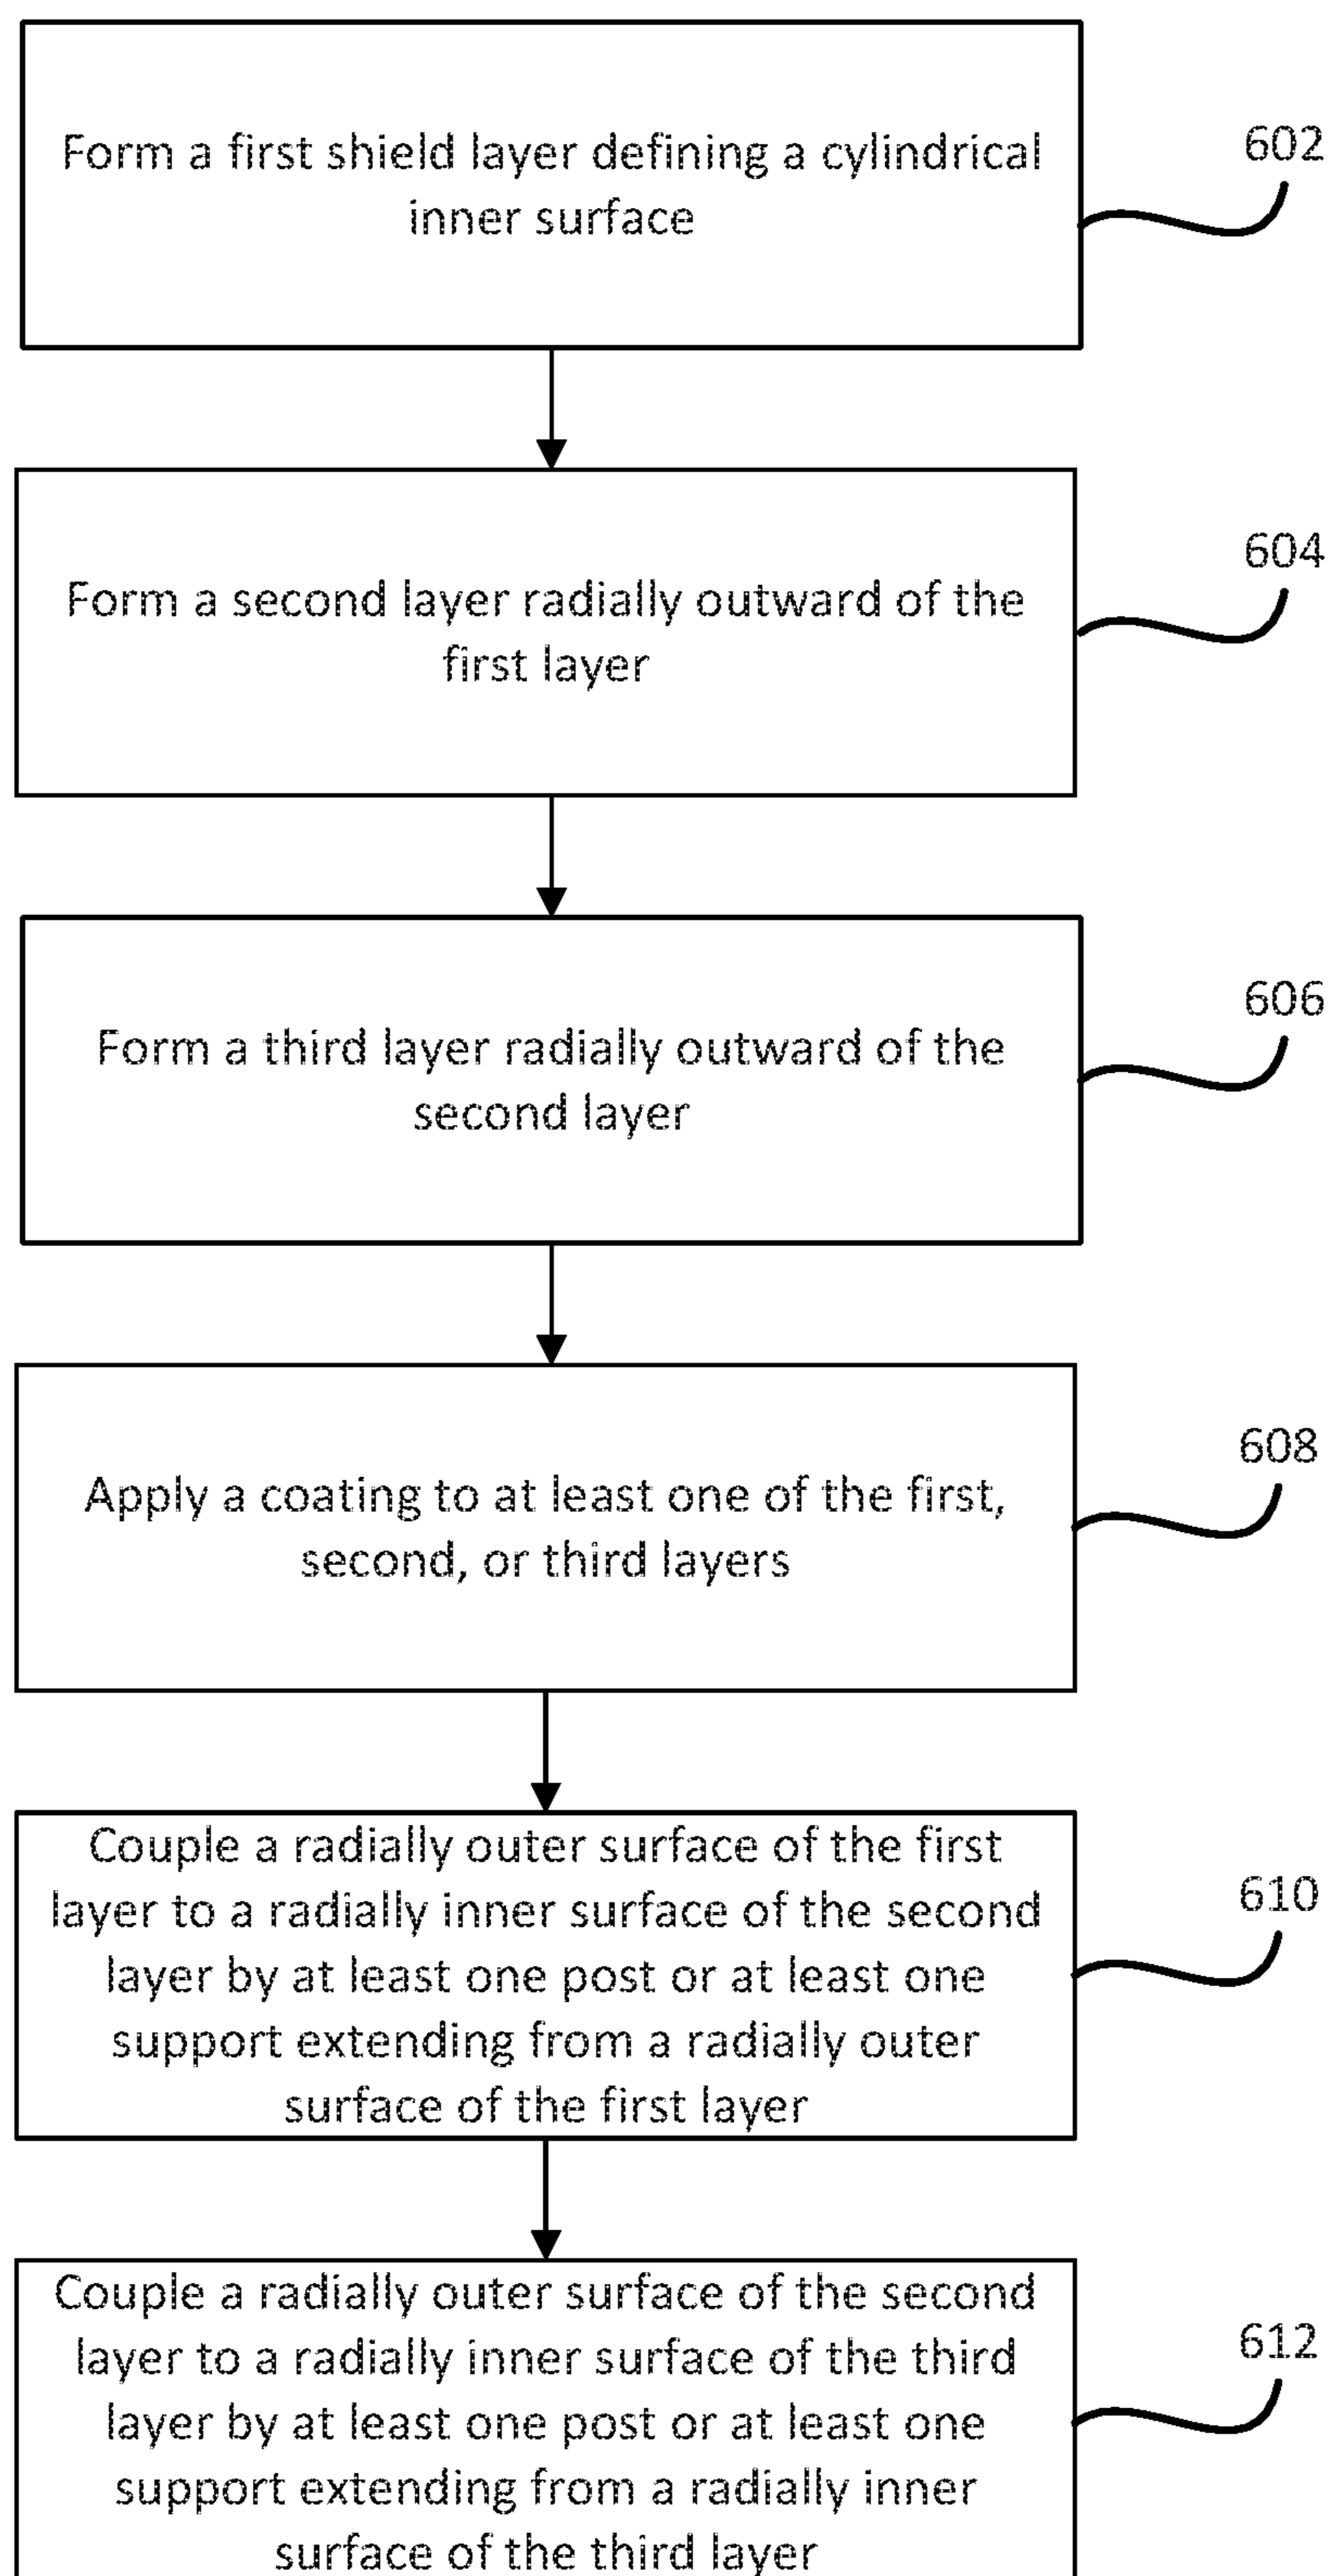 Form a first shield layer defining a cylindrical
inner surface
602
Form a second layer radially outward of the
first layer
604
Form a third layer radially outward of the
second layer
606
Apply a coating to at least one of the first,
second, or third layers
608
Couple a radially outer surface of the first
layer to a radially inner surface of the second
layer by at least one post or at least one
support extending from a radially outer
surface of the first layer
610
Couple a radially outer surface of the second
layer to a radially inner surface of the third
layer by at least one post or at least one
support extending from a radially inner
surface of the third layer
612